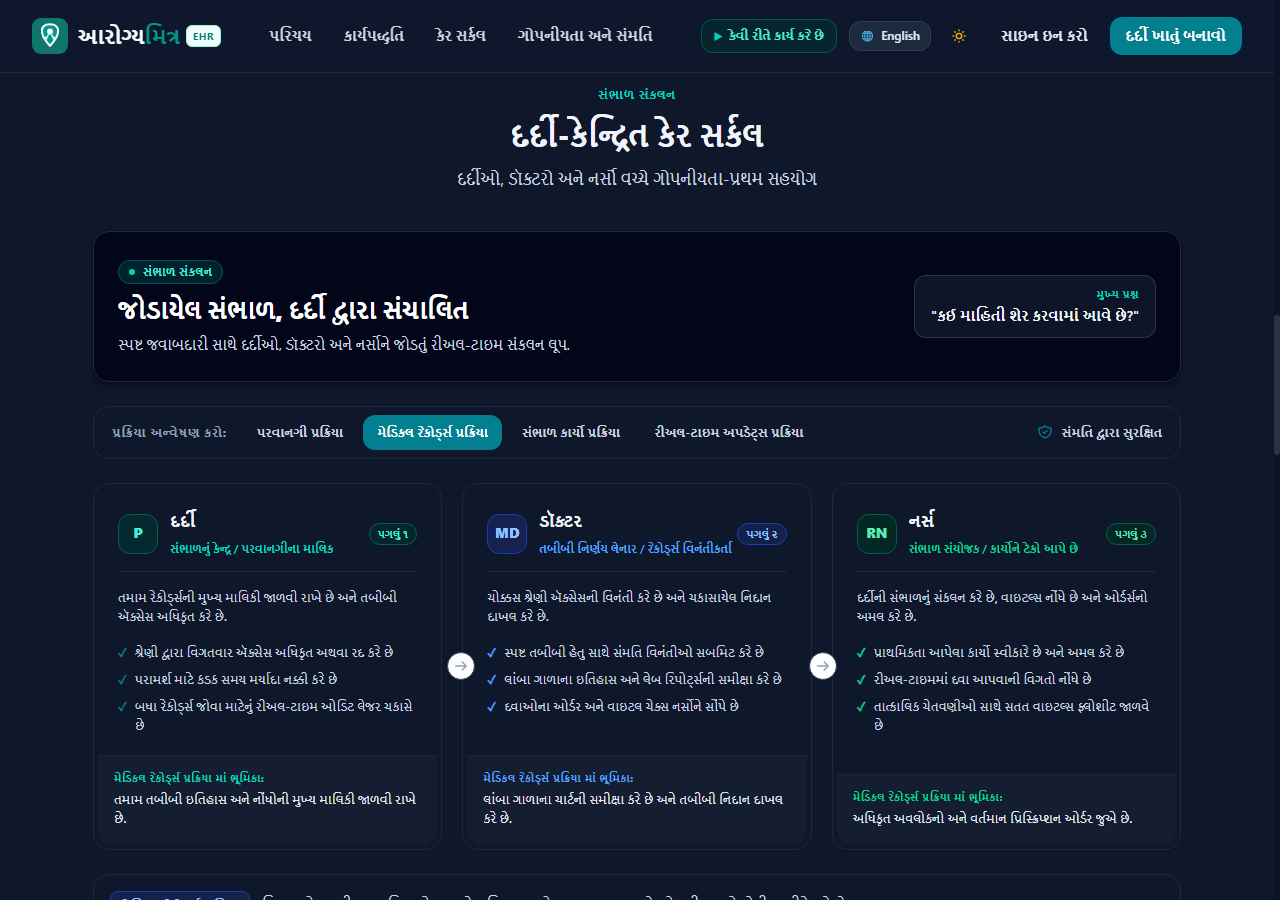 આરોગ્યમિત્ર EHR
પરિચય
કાર્યપદ્ધતિ
કેર સર્કલ
ગોપનીયતા અને સંમતિ
▶ કેવી રીતે કાર્ય કરે છે
English
સાઇન ઇન કરો
દર્દી ખાતું બનાવો
સંભાળ સંકલન
દર્દી-કેન્દ્રિત કેર સર્કલ
દર્દીઓ, ડૉક્ટરો અને નર્સો વચ્ચે ગોપનીયતા-પ્રથમ સહયોગ
સંભાળ સંકલન
જોડાયેલ સંભાળ, દર્દી દ્વારા સંચાલિત
સ્પષ્ટ જવાબદારી સાથે દર્દીઓ, ડૉક્ટરો અને નર્સોને જોડતું રીઅલ-ટાઇમ સંકલન લૂપ.
મુખ્ય પ્રશ્ન
"કઈ માહિતી શેર કરવામાં આવે છે?"
પ્રક્રિયા અન્વેષણ કરો:
પરવાનગી પ્રક્રિયા
મેડિકલ રેકોર્ડ્સ પ્રક્રિયા
સંભાળ કાર્યો પ્રક્રિયા
રીઅલ-ટાઇમ અપડેટ્સ પ્રક્રિયા
સંમતિ દ્વારા સુરક્ષિત
P
દર્દી
સંભાળનું કેન્દ્ર / પરવાનગીના માલિક
પગલું ૧
તમામ રેકોર્ડ્સની મુખ્ય માલિકી જાળવી રાખે છે અને તબીબી
ઍક્સેસ અધિકૃત કરે છે.
✓ શ્રેણી દ્વારા વિગતવાર ઍક્સેસ અધિકૃત અથવા રદ કરે છે
✓ પરામર્શ માટે કડક સમય મર્યાદા નક્કી કરે છે
✓ બધા રેકોર્ડ્સ જોવા માટેનું રીઅલ-ટાઇમ ઓડિટ લેજર ચકાસે
છે
મેડિકલ રેકોર્ડ્સ પ્રક્રિયા માં ભૂમિકા:
તમામ તબીબી ઇતિહાસ અને નોંધોની મુખ્ય માલિકી જાળવી રાખે
છે.
MD
ડૉક્ટર
તબીબી નિર્ણય લેનાર / રેકોર્ડ્સ વિનંતીકર્તા
પગલું ૨
ચોક્કસ શ્રેણી ઍક્સેસની વિનંતી કરે છે અને ચકાસાયેલ નિદાન
દાખલ કરે છે.
✓ સ્પષ્ટ તબીબી હેતુ સાથે સંમતિ વિનંતીઓ સબમિટ કરે છે
✓ લાંબા ગાળાના ઇતિહાસ અને લેબ રિપોર્ટ્સની સમીક્ષા કરે છે
✓ દવાઓના ઓર્ડર અને વાઇટલ ચેક્સ નર્સોને સોંપે છે
મેડિકલ રેકોર્ડ્સ પ્રક્રિયા માં ભૂમિકા:
લાંબા ગાળાના ચાર્ટની સમીક્ષા કરે છે અને તબીબી નિદાન દાખલ
કરે છે.
RN
નર્સ
સંભાળ સંયોજક / કાર્યોને ટેકો આપે છે
પગલું ૩
દર્દીની સંભાળનું સંકલન કરે છે, વાઇટલ્સ નોંધે છે અને ઓર્ડર્સનો
અમલ કરે છે.
✓ પ્રાથમિકતા આપેલા કાર્યો સ્વીકારે છે અને અમલ કરે છે
✓ રીઅલ-ટાઇમમાં દવા આપવાની વિગતો નોંધે છે
✓ તાત્કાલિક ચેતવણીઓ સાથે સતત વાઇટલ્સ ફ્લોશીટ જાળવે
છે
મેડિકલ રેકોર્ડ્સ પ્રક્રિયા માં ભૂમિકા:
અધિકૃત અવલોકનો અને વર્તમાન પ્રિસ્ક્રિપ્શન ઓર્ડર જુએ છે.